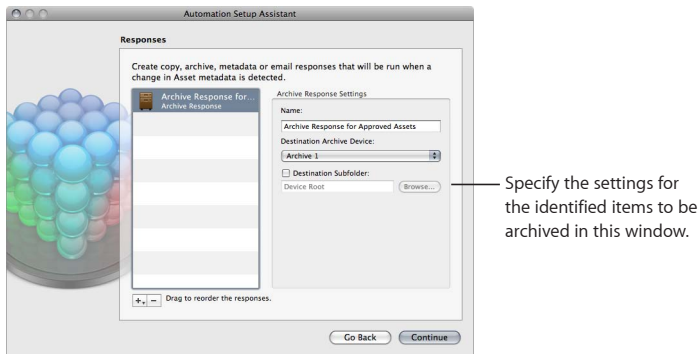 Automation Setup Assistant
Responses
Create copy, archive, metadata or email responses that will be run when a
change in Asset metadata is detected.
Archive Response for...
Archive Response
Archive Response Settings
Name:
Archive Response for Approved Assets
Destination Archive Device:
Archive 1
Destination Subfolder:
Device Root
Browse...
Specify the settings for
the identified items to be
archived in this window.
+ − Drag to reorder the responses.
Go Back
Continue